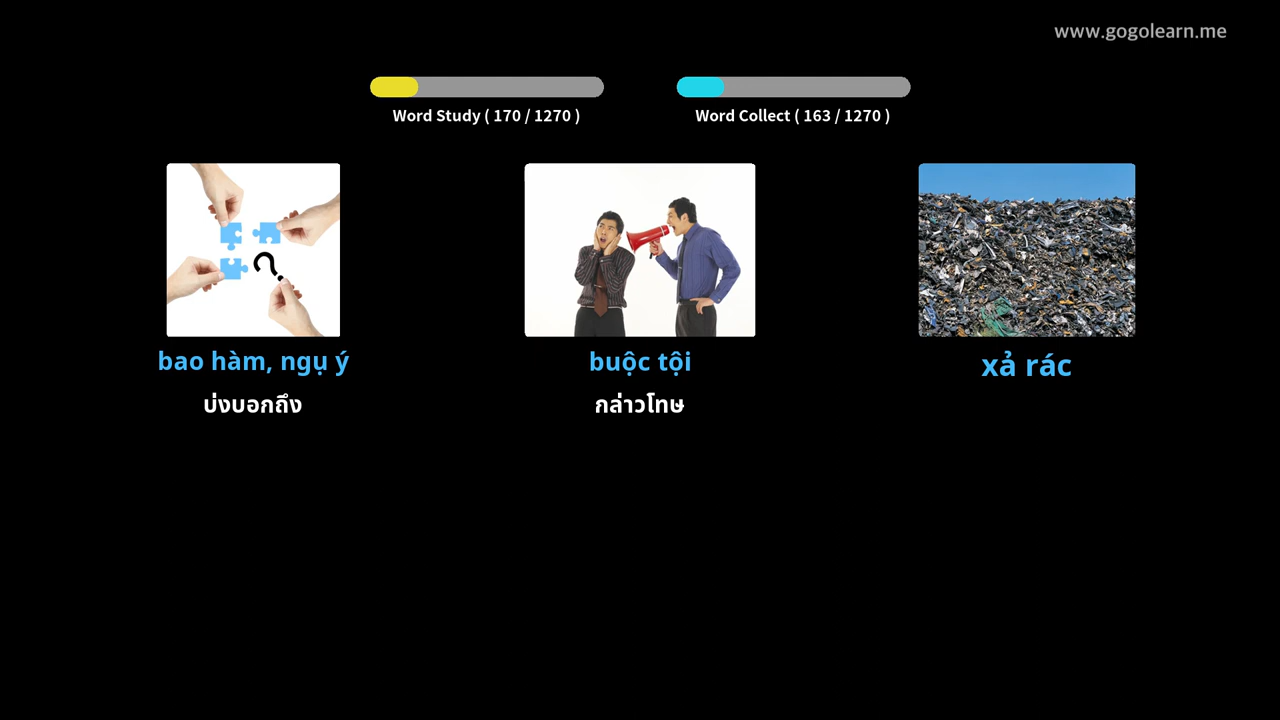 www.gogolearn.me
Word Study ( 170 / 1270 )
Word Collect ( 163 / 1270 )
bao hàm, ngụ ý
บ่งบอกถึง
buộc tội
กล่าวโทษ
xả rác